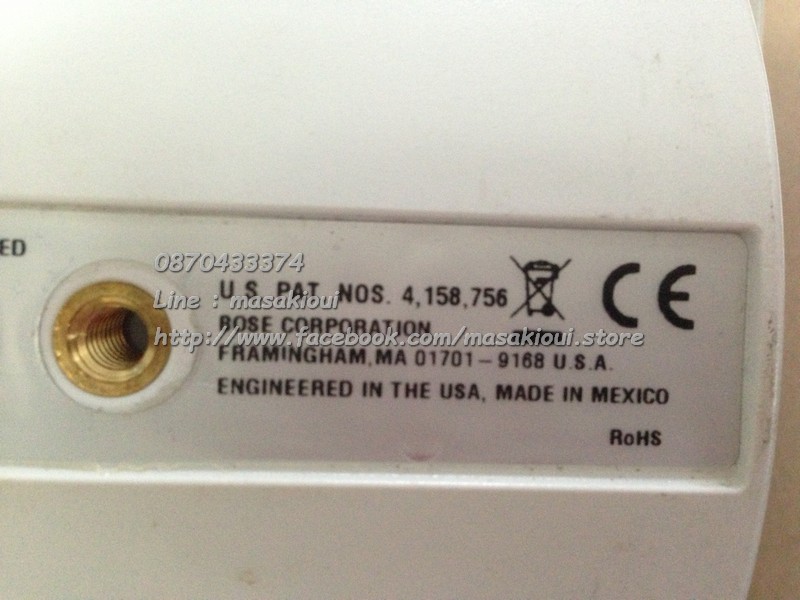 ED
0870433374
U.S. PAT. NOS. 4,158,756
Line : masakioui
BOSE CORPORATION
http://www.facebook.com/masakioui.store
FRAMINGHAM, MA 01701-9168 U.S.A.
ENGINEERED IN THE USA, MADE IN MEXICO
CE
RoHS